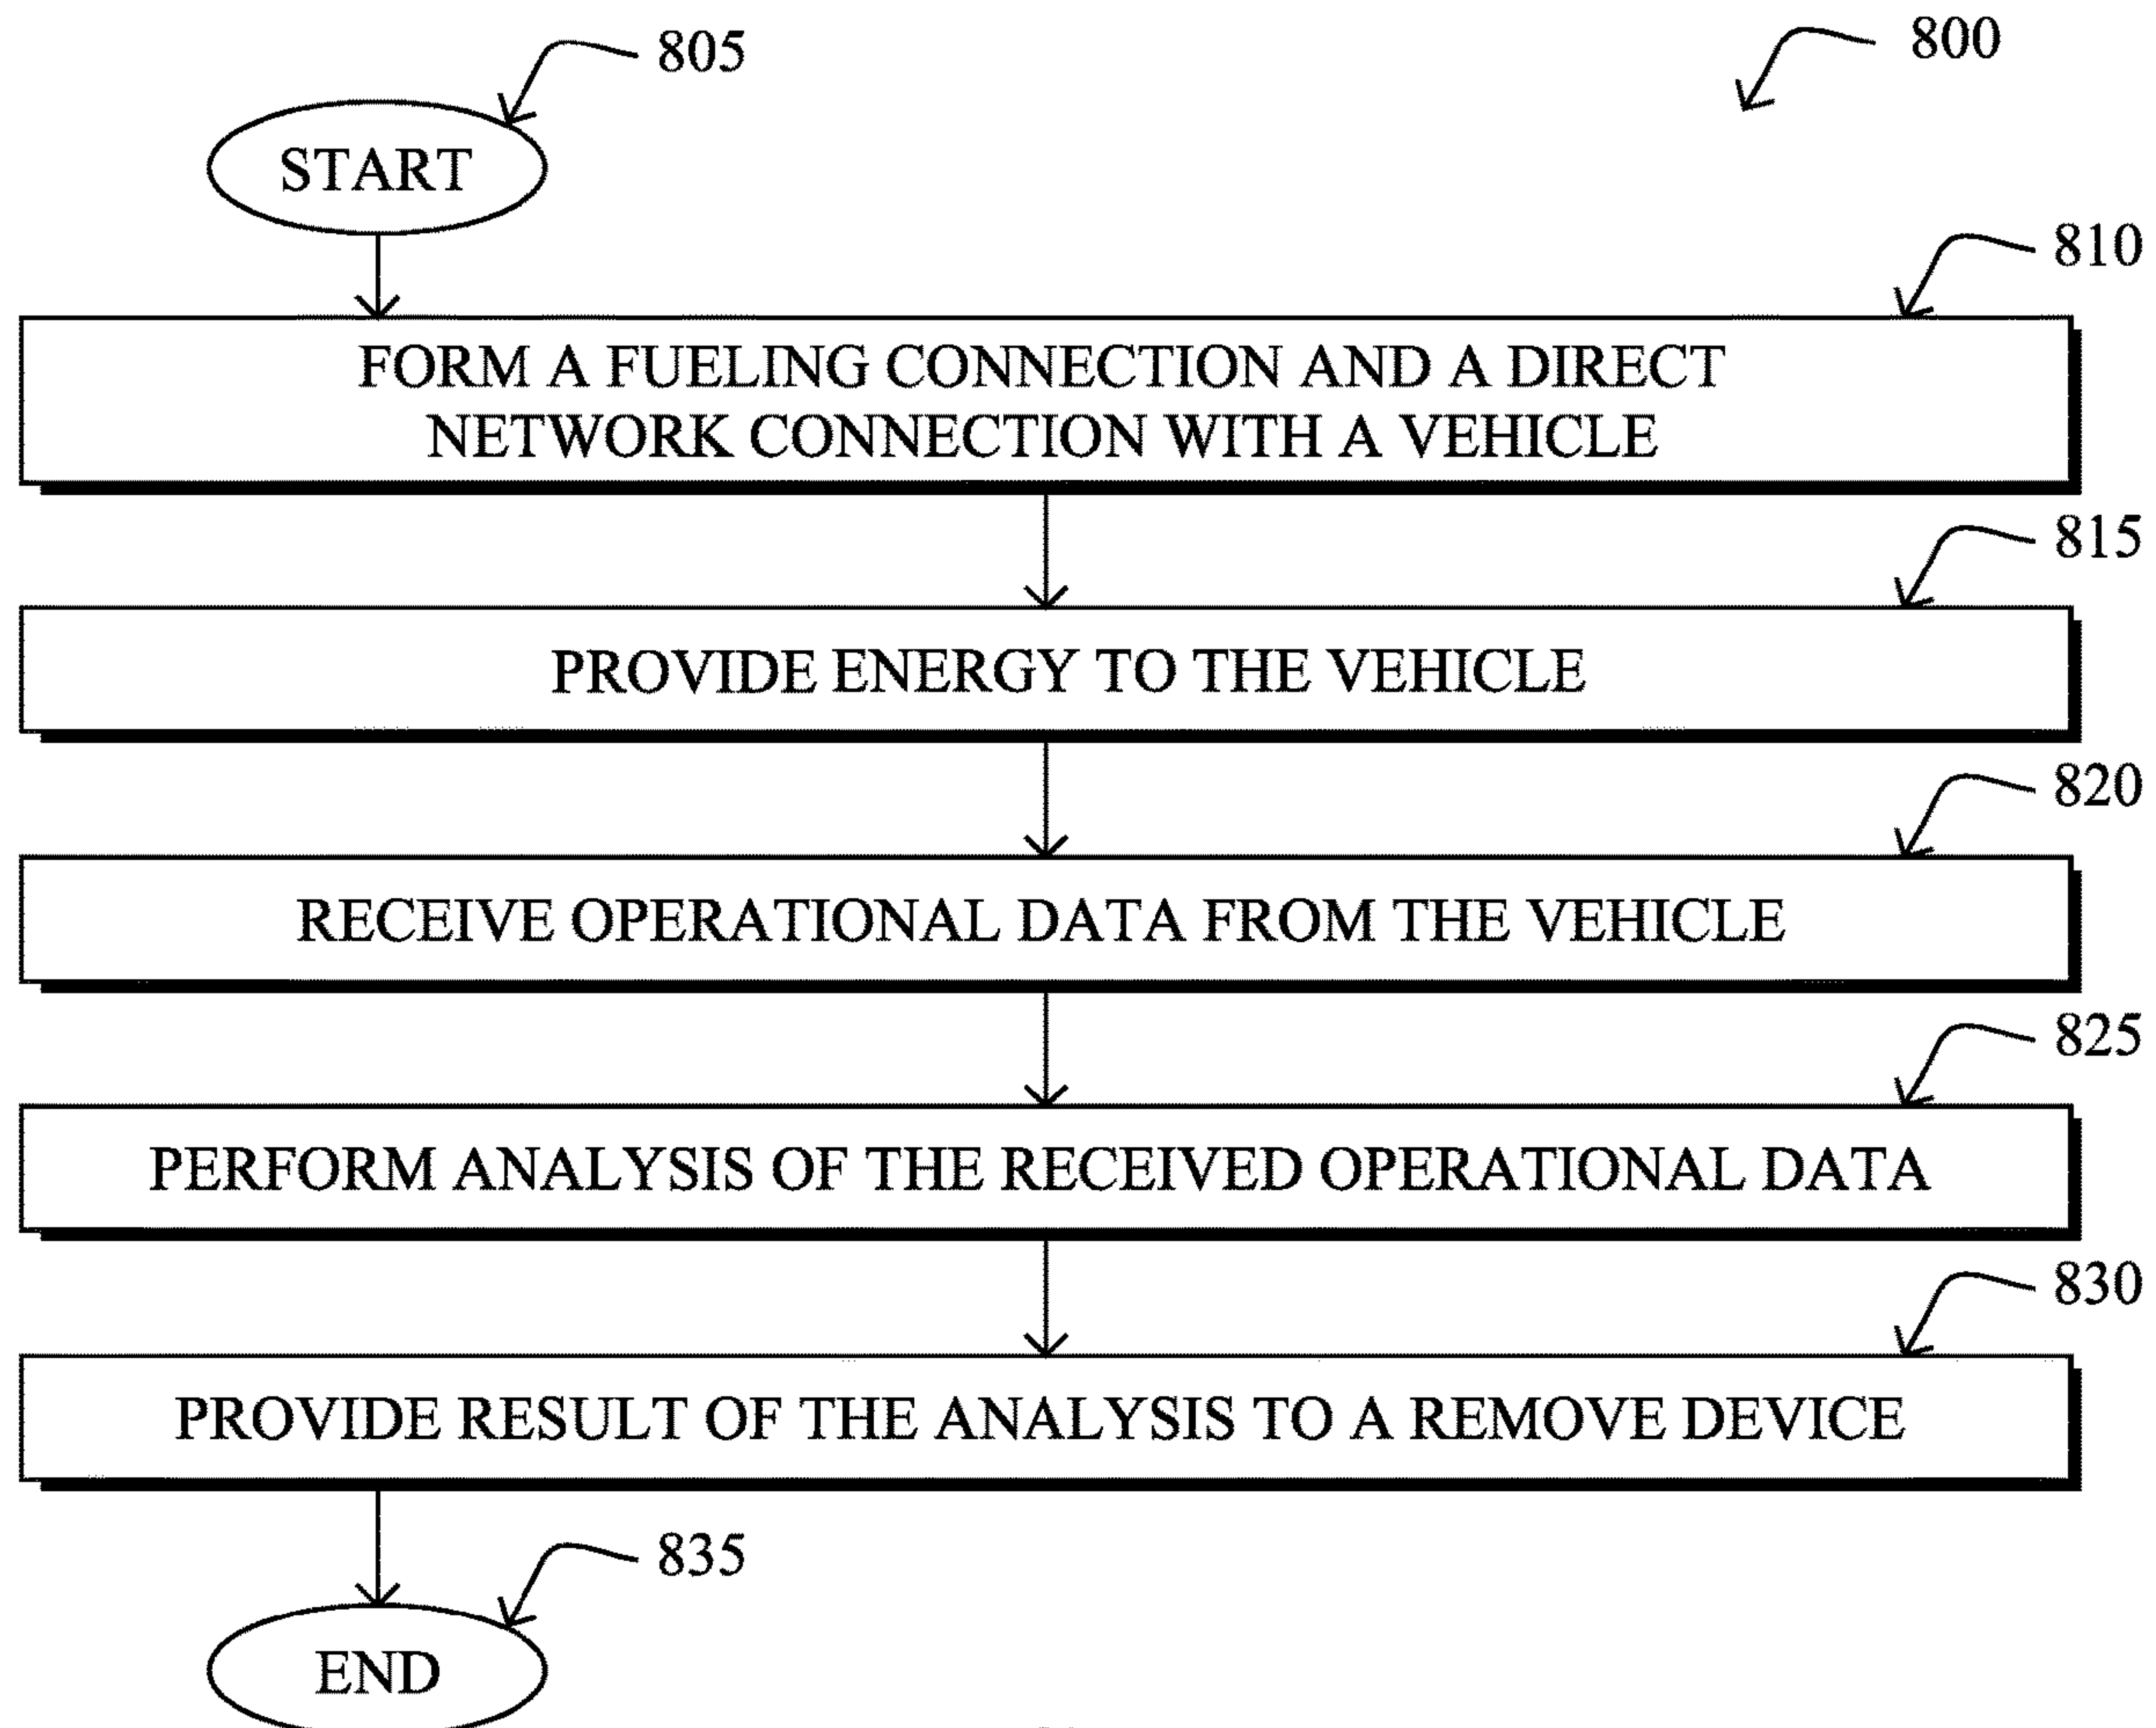 805
800
START
810
FORM A FUELING CONNECTION AND A DIRECT
NETWORK CONNECTION WITH A VEHICLE
815
PROVIDE ENERGY TO THE VEHICLE
820
RECEIVE OPERATIONAL DATA FROM THE VEHICLE
825
PERFORM ANALYSIS OF THE RECEIVED OPERATIONAL DATA
830
PROVIDE RESULT OF THE ANALYSIS TO A REMOVE DEVICE
835
END